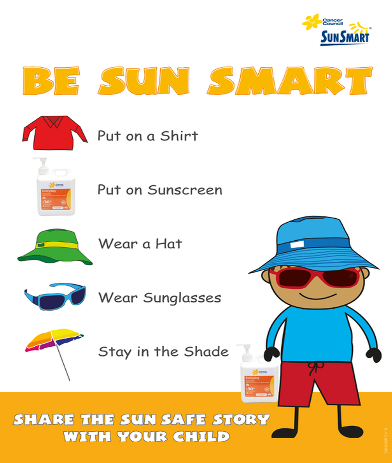 Cancer
Council
SUNSMART
BE SUN SMART
Put on a Shirt
Put on Sunscreen
Wear a Hat
Wear Sunglasses
Stay in the Shade
SHARE THE SUN SAFE STORY
WITH YOUR CHILD